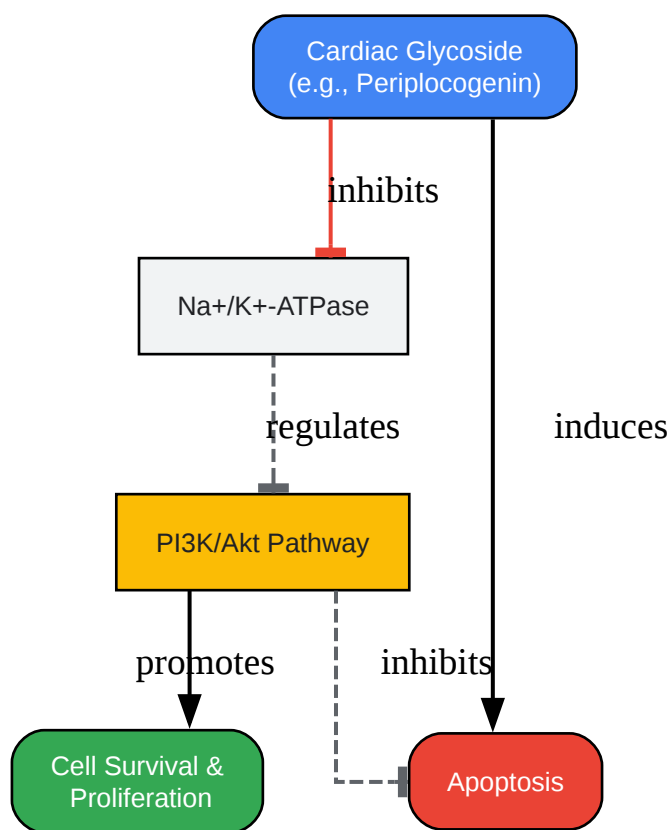 Cardiac Glycoside
(e.g., Periplocogenin)
inhibits
Na+/K+-ATPase
regulates
induces
PI3K/Akt Pathway
promotes
inhibits
Cell Survival &
Proliferation
Apoptosis